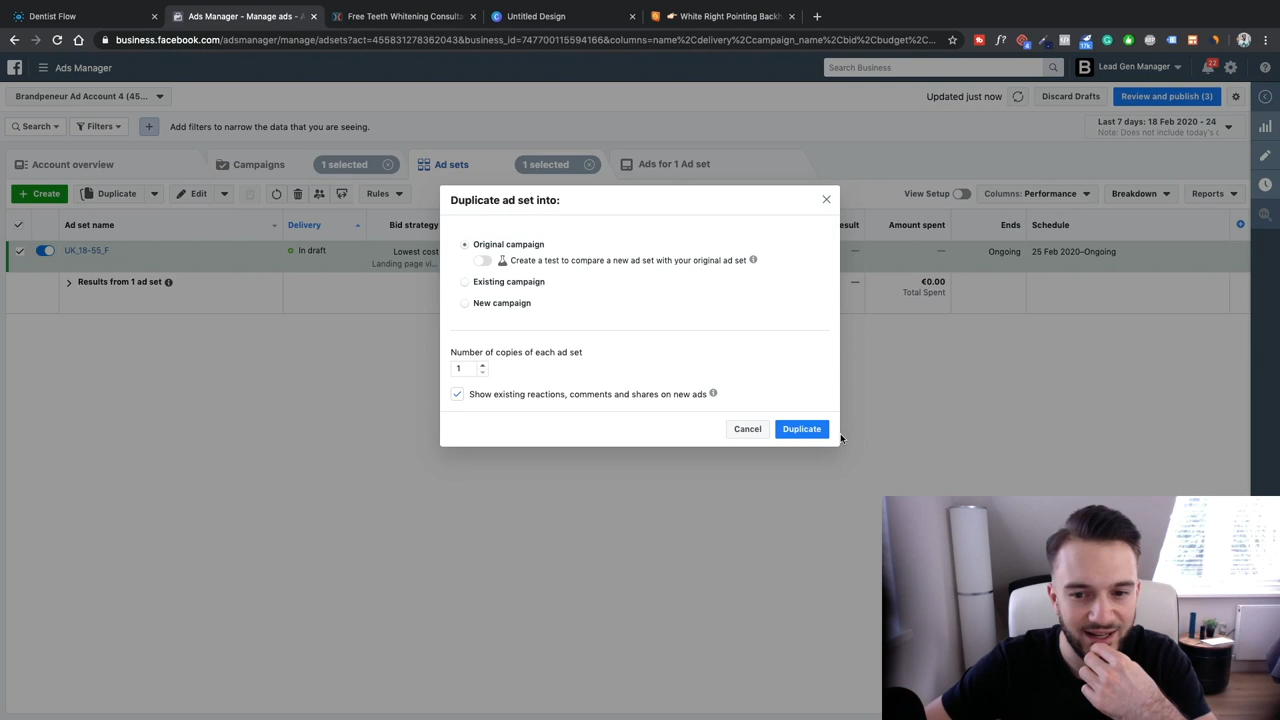 Dentist Flow
Ads Manager - Manage ads - A
Free Teeth Whitening Consulta
Untitled Design
White Right Pointing Backh
business.facebook.com/adsmanager/manage/adsets?act=455831278362043&business_id=747700115594166&columns=name%2Cdelivery%2Ccampaign_name%2Cbid%2Cbudget%2C...
Ads Manager
Search Business
Lead Gen Manager
22
Brandpeneur Ad Account 4 (45...
Updated just now
Discard Drafts
Review and publish (3)
Search
Filters
Add filters to narrow the data that you are seeing.
Last 7 days: 18 Feb 2020 - 24
Note: Does not include today's c
Account overview
Campaigns
1 selected
Ad sets
1 selected
Ads for 1 Ad set
+ Create
Duplicate
Edit
Rules
View Setup
Columns: Performance
Breakdown
Reports
Ad set name
Delivery
Bid strategy
esult
Amount spent
Ends
Schedule
UK_18-55_F
In draft
Lowest cost
Landing page vi...
—
—
Ongoing
25 Feb 2020–Ongoing
Results from 1 ad set
—
€0.00
Total Spent
Duplicate ad set into:
Original campaign
Create a test to compare a new ad set with your original ad set
Existing campaign
New campaign
Number of copies of each ad set
1
Show existing reactions, comments and shares on new ads
Cancel
Duplicate